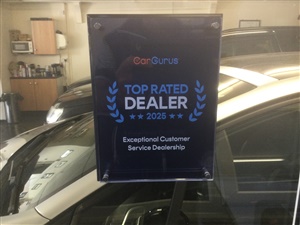 CarGurus
TOP RATED
DEALER
★★ 2025 ★★
Exceptional Customer
Service Dealership